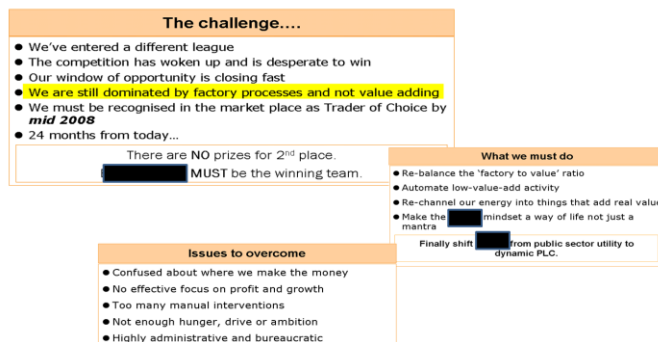 The challenge....
● We've entered a different league
● The competition has woken up and is desperate to win
● Our window of opportunity is closing fast
● We are still dominated by factory processes and not value adding
● We must be recognised in the market place as Trader of Choice by
mid 2008
● 24 months from today...
There are NO prizes for 2nd place.
MUST be the winning team.
What we must do
● Re-balance the 'factory to value' ratio
● Automate low-value-add activity
● Re-channel our energy into things that add real value
● Make the mindset a way of life not just a
mantra
Finally shift from public sector utility to
dynamic PLC.
Issues to overcome
● Confused about where we make the money
● No effective focus on profit and growth
● Too many manual interventions
● Not enough hunger, drive or ambition
● Highly administrative and bureaucratic